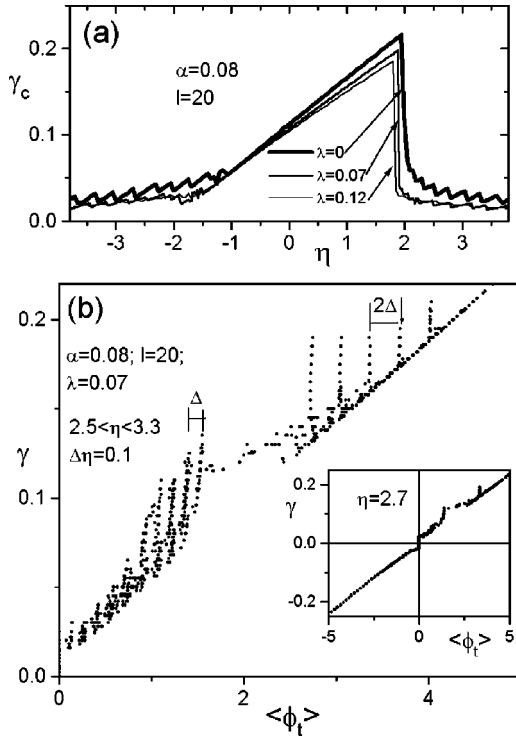 (a)
0.2
0.1
0.0
γc
α=0.08
l=20
λ=0
λ=0.07
λ=0.12
-3 -2 -1 0 1 2 3
η
(b)
0.2
0.1
0.0
γ
α=0.08; l=20;
λ=0.07
2.5<η<3.3
Δη=0.1
Δ
2Δ
γ
η=2.7
0.2
0.0
-0.2
-5 0 5
<ϕt>
0 1 2 3 4
<ϕt>